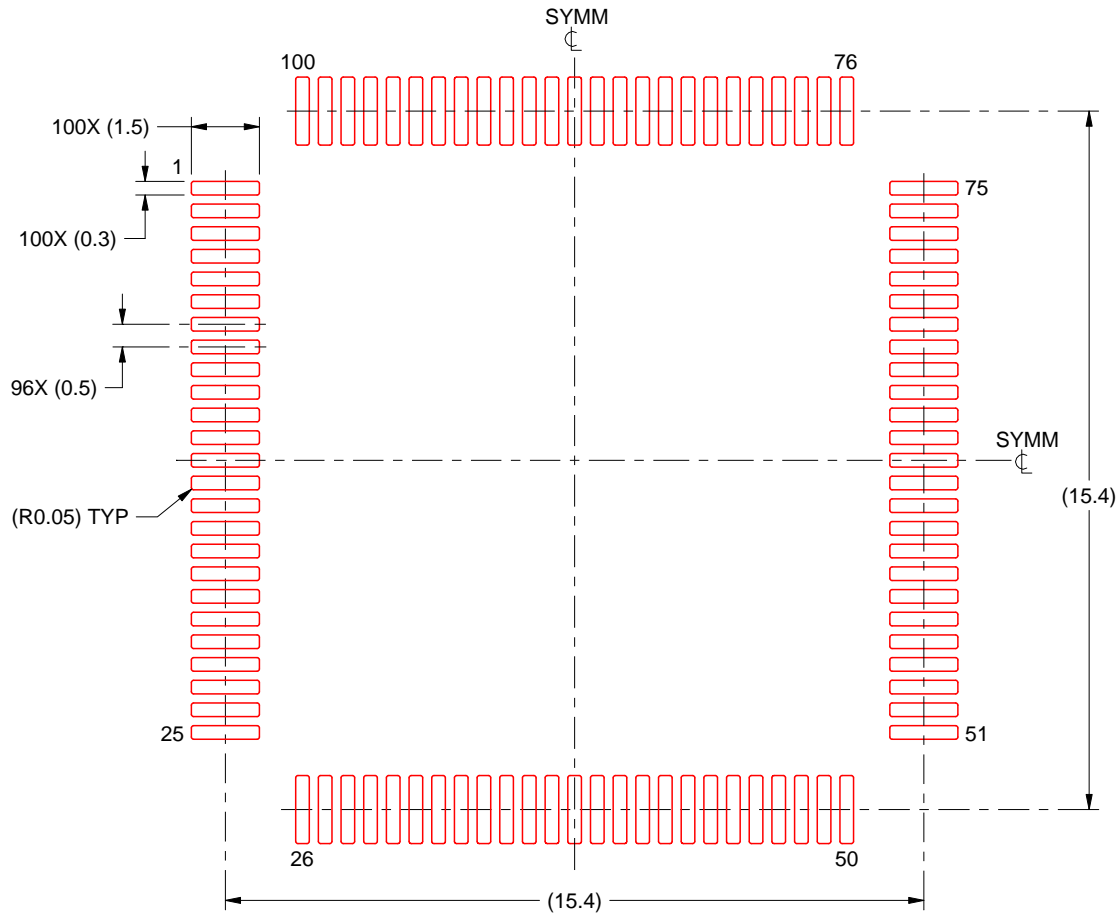 SYMM
100
76
100X (1.5)
1
75
100X (0.3)
96X (0.5)
SYMM
(15.4)
(R0.05) TYP
25
51
26
50
(15.4)